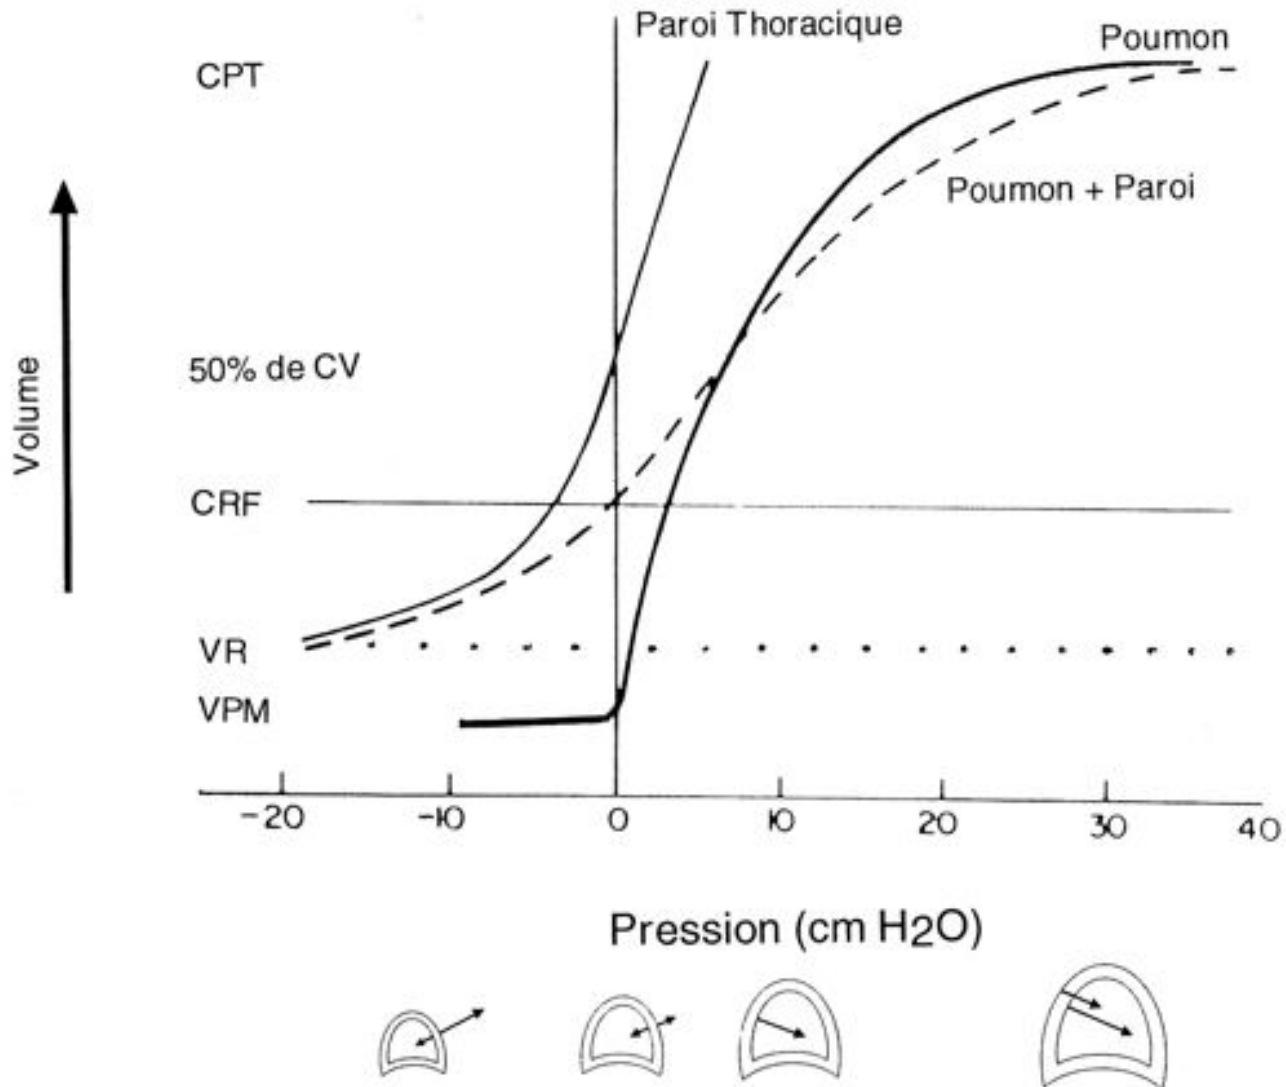 Paroi Thoracique
Poumon
CPT
Poumon + Paroi
Volume
50% de CV
CRF
VR
VPM
-20 -10 0 10 20 30 40
Pression (cm H2O)